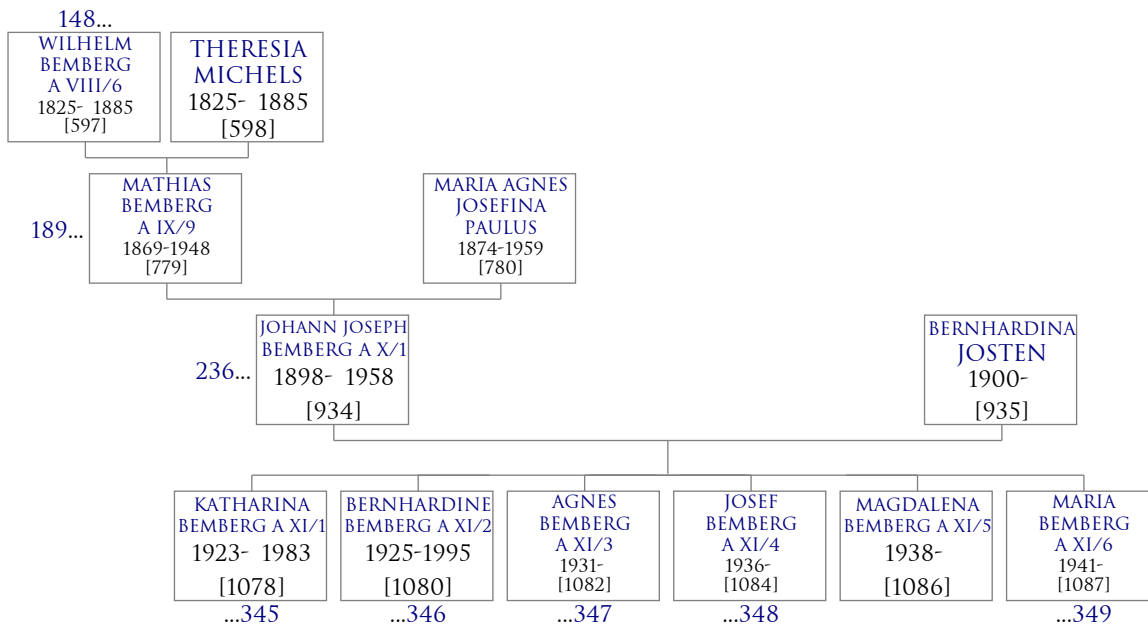 148...
WILHELM
BEMBERG
A VIII/6
1825- 1885
[597]
THERESIA
MICHELS
1825- 1885
[598]
189...
MATHIAS
BEMBERG
A IX/9
1869-1948
[779]
MARIA AGNES
JOSEFINA
PAULUS
1874-1959
[780]
236...
JOHANN JOSEPH
BEMBERG A X/1
1898- 1958
[934]
BERNHARDINA
JOSTEN
1900-
[935]
KATHARINA
BEMBERG A XI/1
1923- 1983
[1078]
...345
BERNHARDINE
BEMBERG A XI/2
1925-1995
[1080]
...346
AGNES
BEMBERG
A XI/3
1931-
[1082]
...347
JOSEF
BEMBERG
A XI/4
1936-
[1084]
...348
MAGDALENA
BEMBERG A XI/5
1938-
[1086]
MARIA
BEMBERG
A XI/6
1941-
[1087]
...349